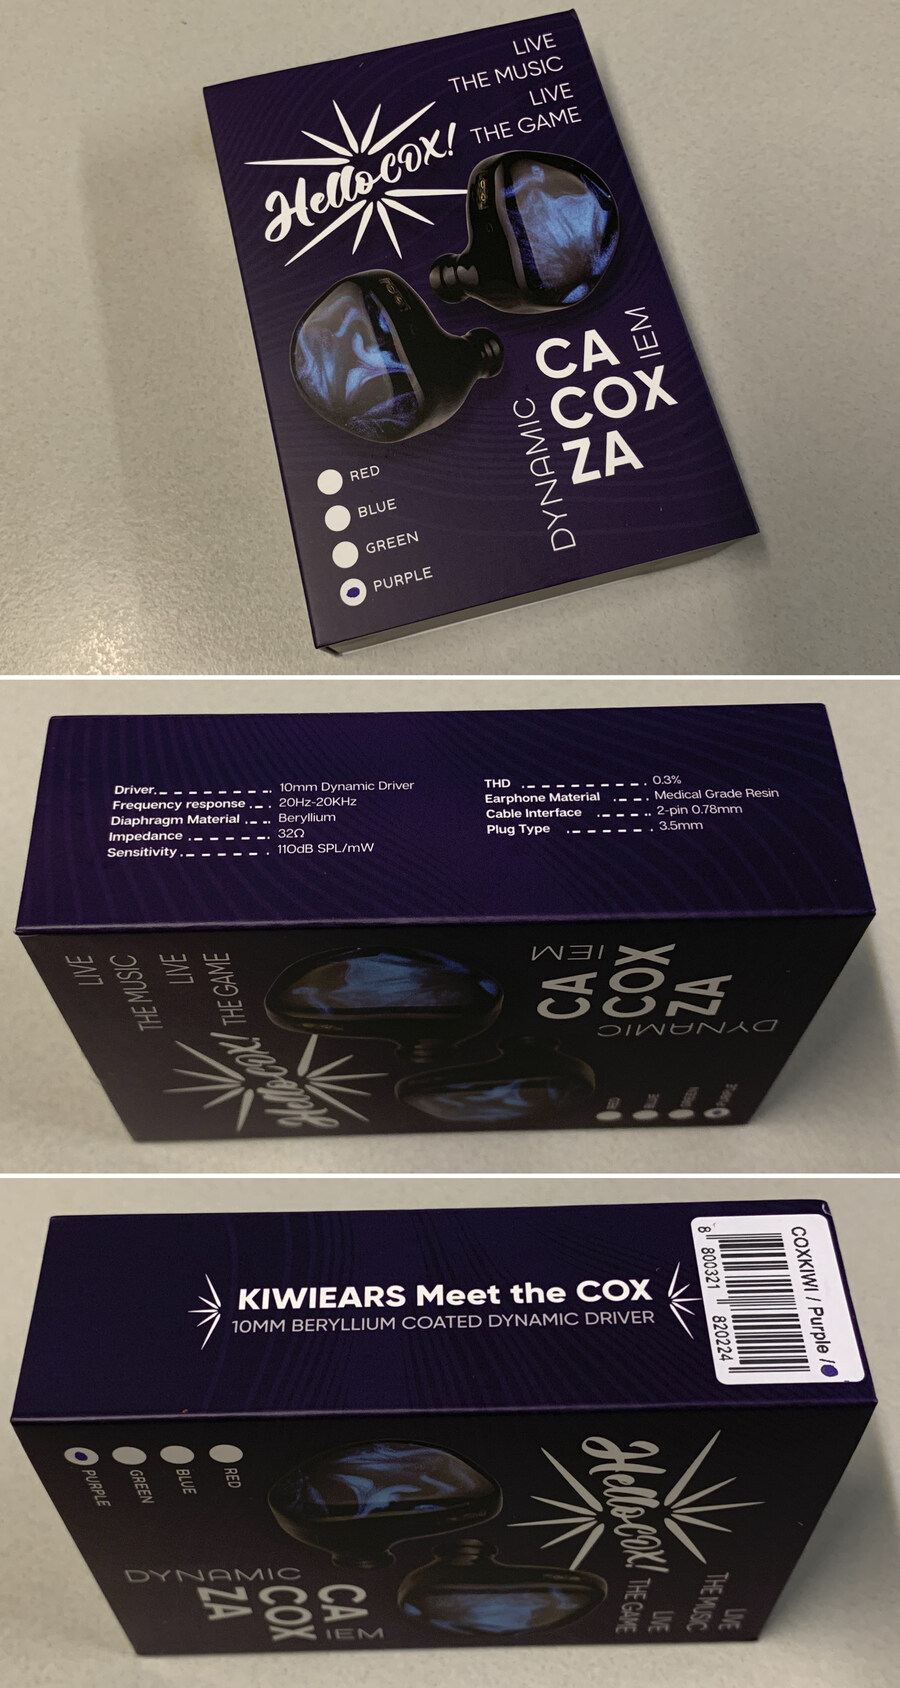 LIVE
THE MUSIC
LIVE
THE GAME
HelloCOX!
CA
COX
ZA
IEM
DYNAMIC
RED
BLUE
GREEN
PURPLE
Driver 10mm Dynamic Driver
Frequency response 20Hz-20KHz
Diaphragm Material Beryllium
Impedance 32Ω
Sensitivity 110dB SPL/mW
THD 0.3%
Earphone Material Medical Grade Resin
Cable Interface 2-pin 0.78mm
Plug Type 3.5mm
LIVE
THE MUSIC
LIVE
THE GAME
HelloCOX!
CA
COX
ZA
IEM
DYNAMIC
RED
BLUE
GREEN
PURPLE
KIWIEARS Meet the COX
10MM BERYLLIUM COATED DYNAMIC DRIVER
COXKIWI / Purple /
8 800321 820224
PURPLE
GREEN
BLUE
RED
DYNAMIC
CA
COX
ZA
IEM
HelloCOX!
LIVE
THE MUSIC
LIVE
THE GAME